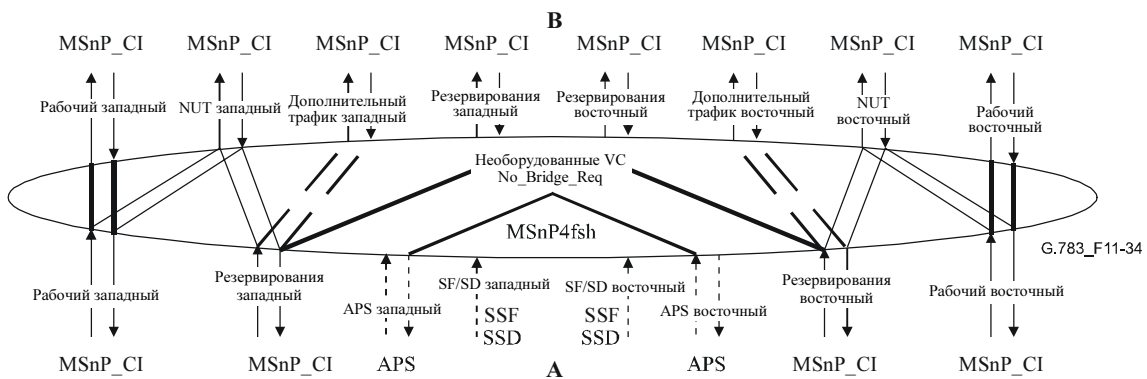 B
MSnP_CI MSnP_CI MSnP_CI MSnP_CI MSnP_CI MSnP_CI MSnP_CI
Рабочий западный
NUT западный
Дополнительный
трафик западный
Резервирования
западный
Резервирования
восточный
Дополнительный
трафик восточный
NUT
восточный
Рабочий
восточный
Необорудованные VC
No_Bridge_Req
MSnP4fsh
G.783_F11-34
Рабочий западный
Резервирования
западный
APS западный
SF/SD западный
SF/SD восточный
APS восточный
Резервирования
восточный
Рабочий восточный
SSF
SSD
SSF
SSD
MSnP_CI MSnP_CI APS APS MSnP_CI MSnP_CI
A